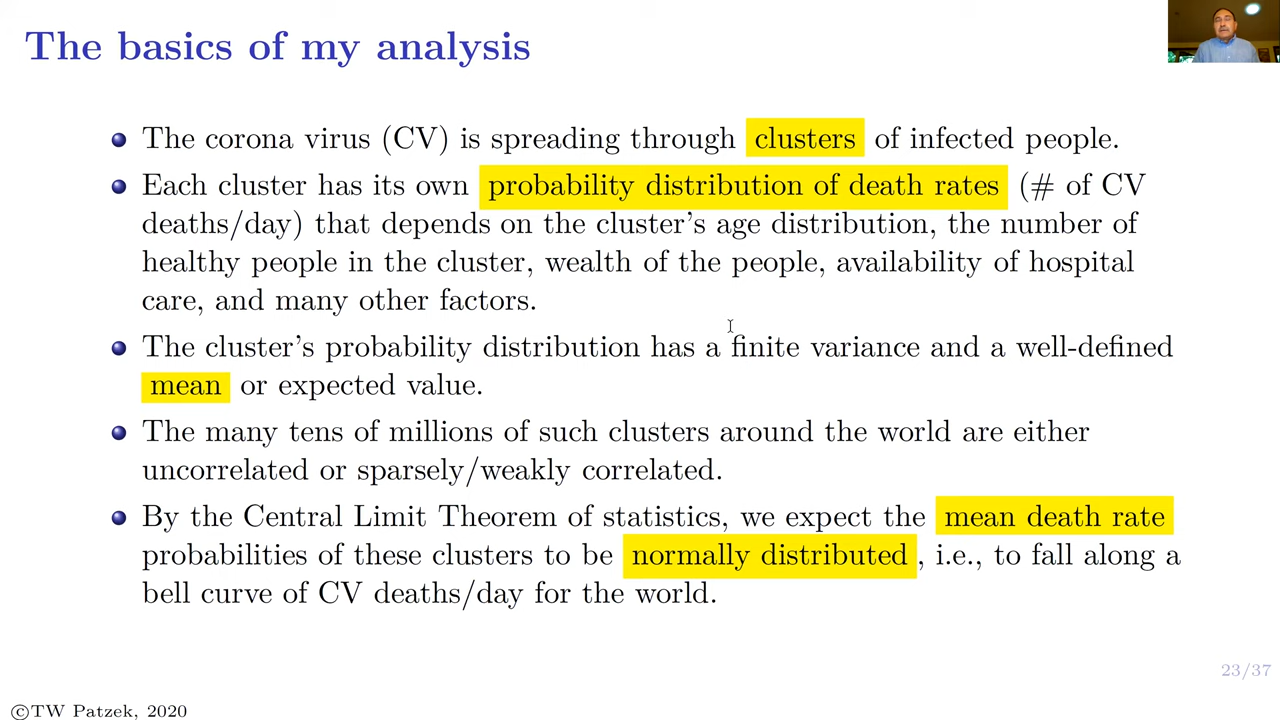 The basics of my analysis
The corona virus (CV) is spreading through clusters of infected people.
Each cluster has its own probability distribution of death rates (# of CV
deaths/day) that depends on the cluster's age distribution, the number of
healthy people in the cluster, wealth of the people, availability of hospital
care, and many other factors.
The cluster's probability distribution has a finite variance and a well-defined
mean or expected value.
The many tens of millions of such clusters around the world are either
uncorrelated or sparsely/weakly correlated.
By the Central Limit Theorem of statistics, we expect the mean death rate
probabilities of these clusters to be normally distributed , i.e., to fall along a
bell curve of CV deaths/day for the world.
23/37
©TW Patzek, 2020